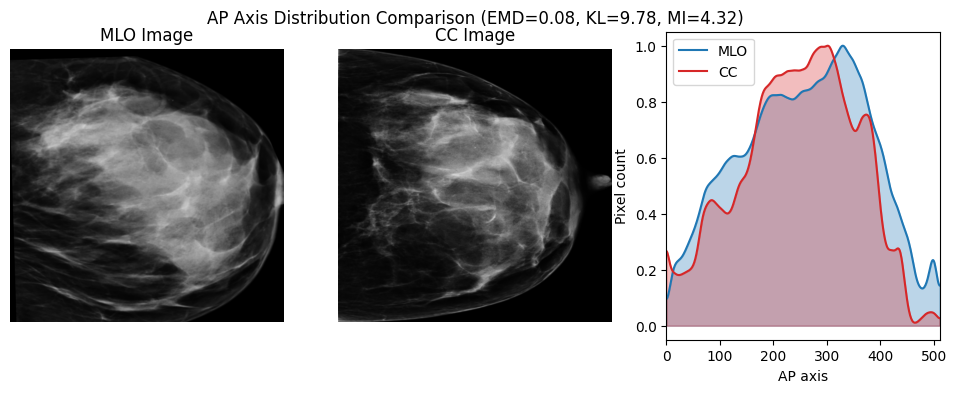 AP Axis Distribution Comparison (EMD=0.08, KL=9.78, MI=4.32)
MLO Image
CC Image
MLO
CC
Pixel count
1.0
0.8
0.6
0.4
0.2
0.0
0 100 200 300 400 500
AP axis